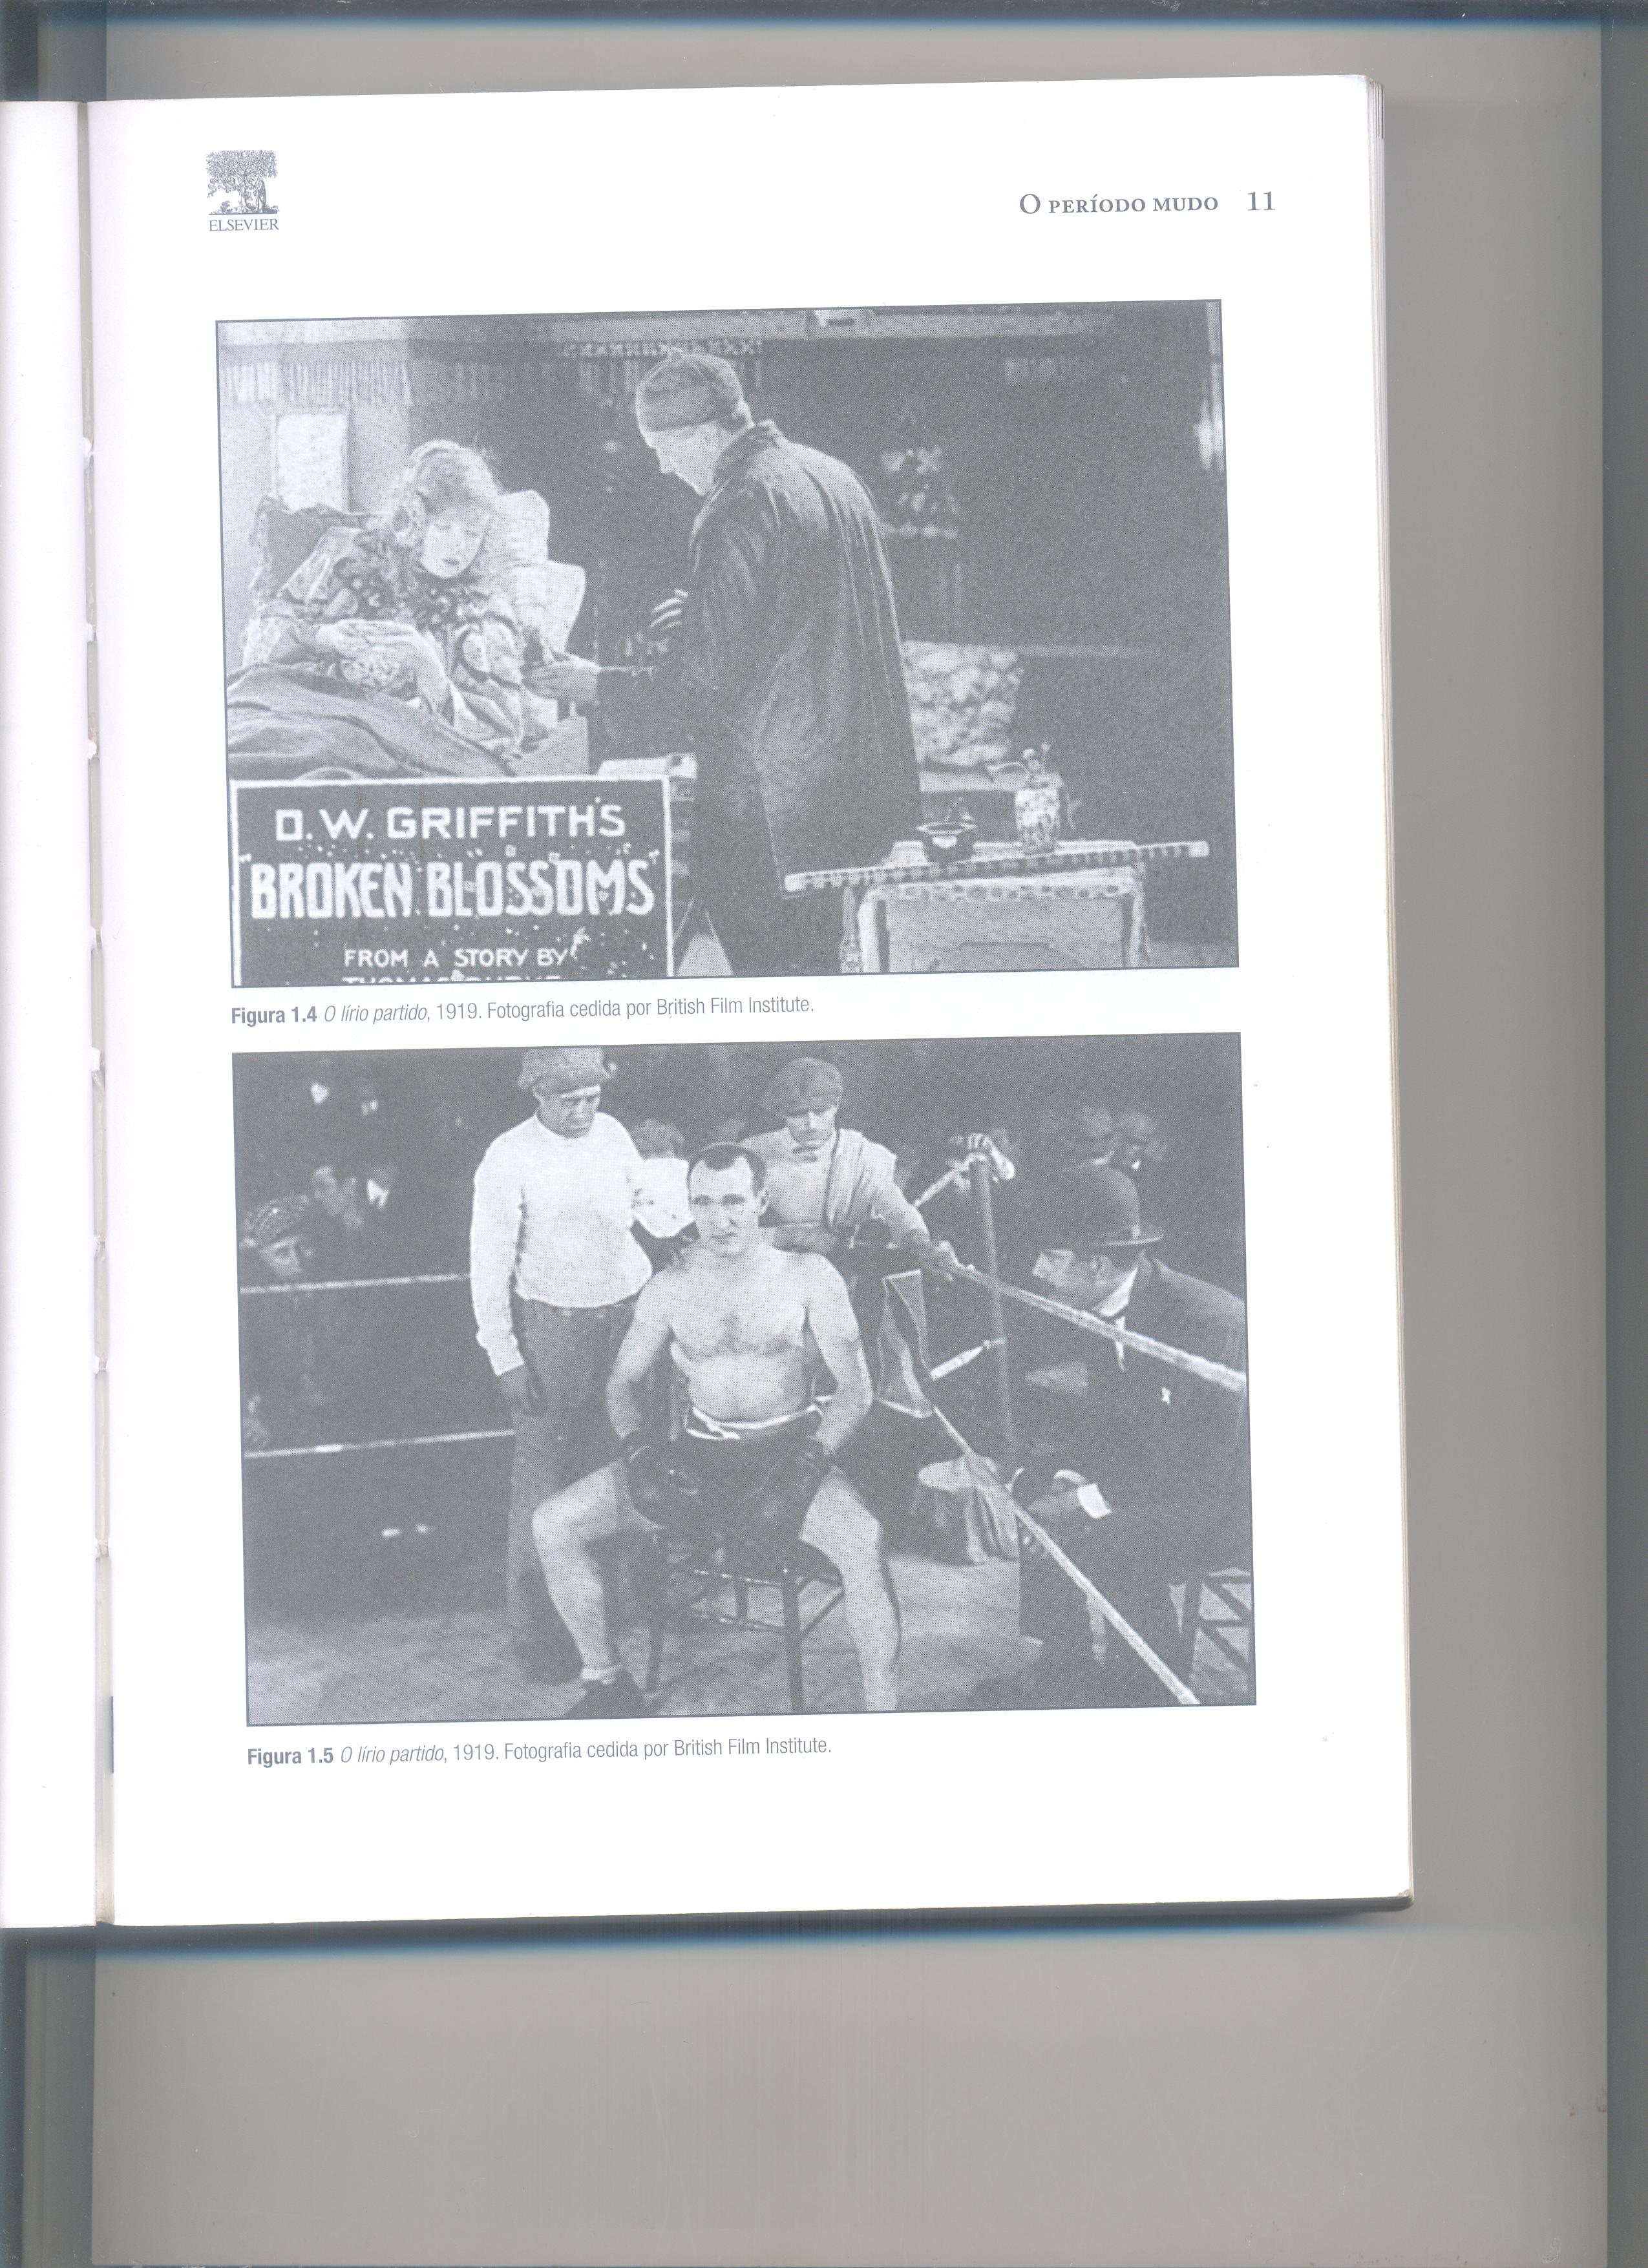 ELSEVIER
O PERÍODO MUDO 11
D. W. GRIFFITH'S
"BROKEN BLOSSOMS"
FROM A STORY BY
Figura 1.4 O lírio partido, 1919. Fotografia cedida por British Film Institute.
Figura 1.5 O lírio partido, 1919. Fotografia cedida por British Film Institute.